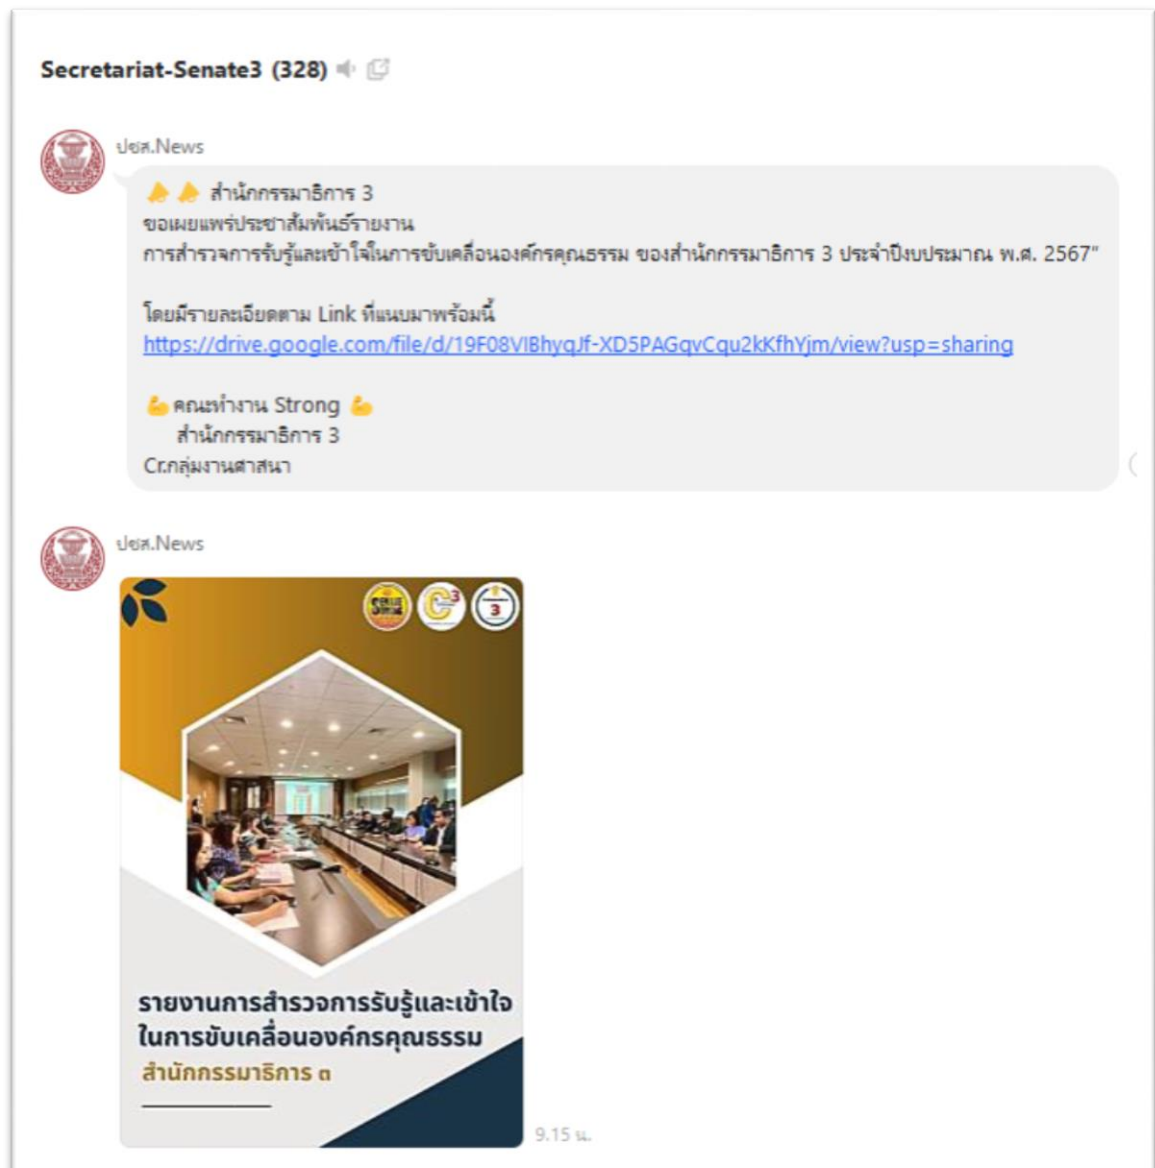 Secretariat-Senate3 (328)
ปชส.News
สำนักกรรมาธิการ 3
ขอเผยแพร่ประชาสัมพันธ์รายงาน
การสำรวจการรับรู้และเข้าใจในการขับเคลื่อนองค์กรคุณธรรม ของสำนักกรรมาธิการ 3 ประจำปีงบประมาณ พ.ศ. 2567"
โดยมีรายละเอียดตาม Link ที่แนบมาพร้อมนี้
https://drive.google.com/file/d/19F08VIBhyqJf-XD5PAGqvCqu2kKfhYjm/view?usp=sharing
คณะทำงาน Strong
สำนักกรรมาธิการ 3
Cr.กลุ่มงานศาสนา
ปชส.News
C3
3
รายงานการสำรวจการรับรู้และเข้าใจ
ในการขับเคลื่อนองค์กรคุณธรรม
สำนักกรรมาธิการ ๓
9.15 น.